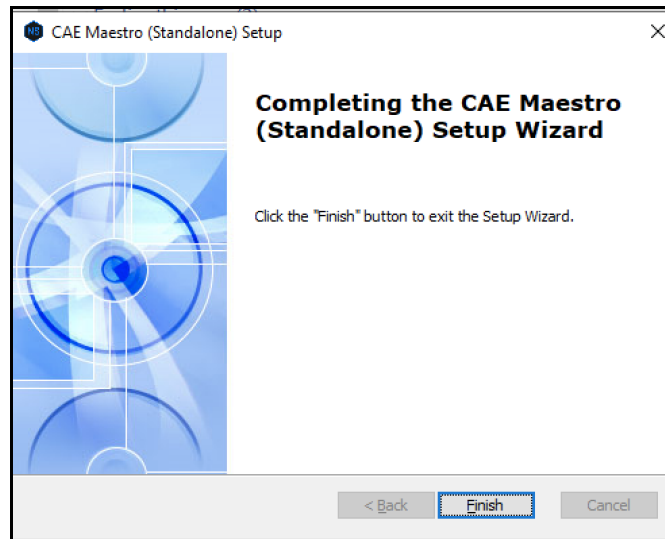 CAE Maestro (Standalone) Setup
Completing the CAE Maestro
(Standalone) Setup Wizard
Click the "Finish" button to exit the Setup Wizard.
< Back
Finish
Cancel